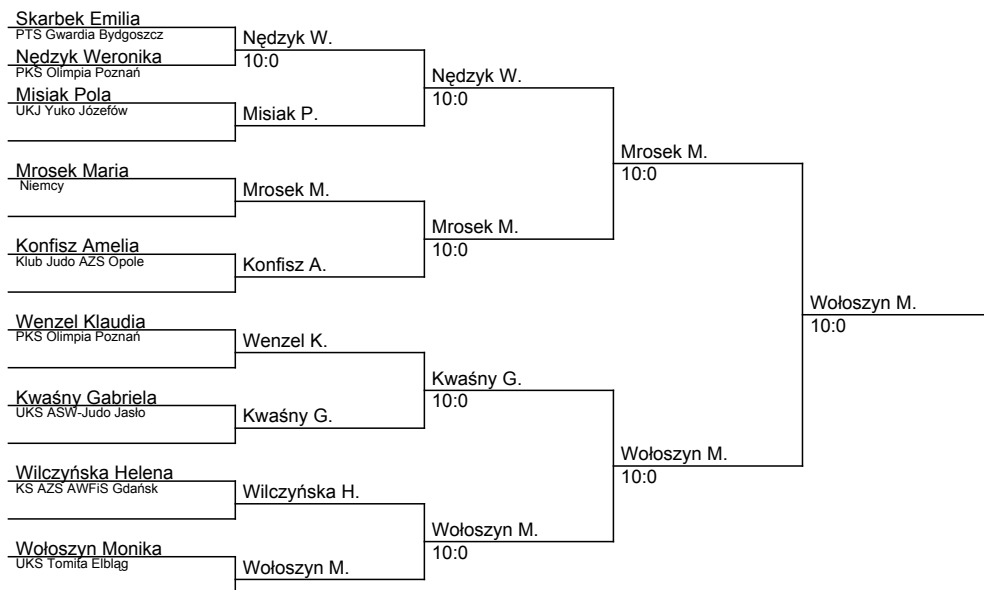 Skarbek Emilia
PTS Gwardia Bydgoszcz
Nędzyk Weronika
PKS Olimpia Poznań
Misiak Pola
UKJ Yuko Józefów
Mrosek Maria
Niemcy
Konfisz Amelia
Klub Judo AZS Opole
Wenzel Klaudia
PKS Olimpia Poznań
Kwaśny Gabriela
UKS ASW-Judo Jasło
Wilczyńska Helena
KS AZS AWFiS Gdańsk
Wołoszyn Monika
UKS Tomita Elbląg
Nędzyk W.
10:0
Misiak P.
Mrosek M.
Konfisz A.
Wenzel K.
Kwaśny G.
Wilczyńska H.
Wołoszyn M.
Nędzyk W.
10:0
Mrosek M.
10:0
Kwaśny G.
10:0
Wołoszyn M.
10:0
Mrosek M.
10:0
Wołoszyn M.
10:0
Wołoszyn M.
10:0